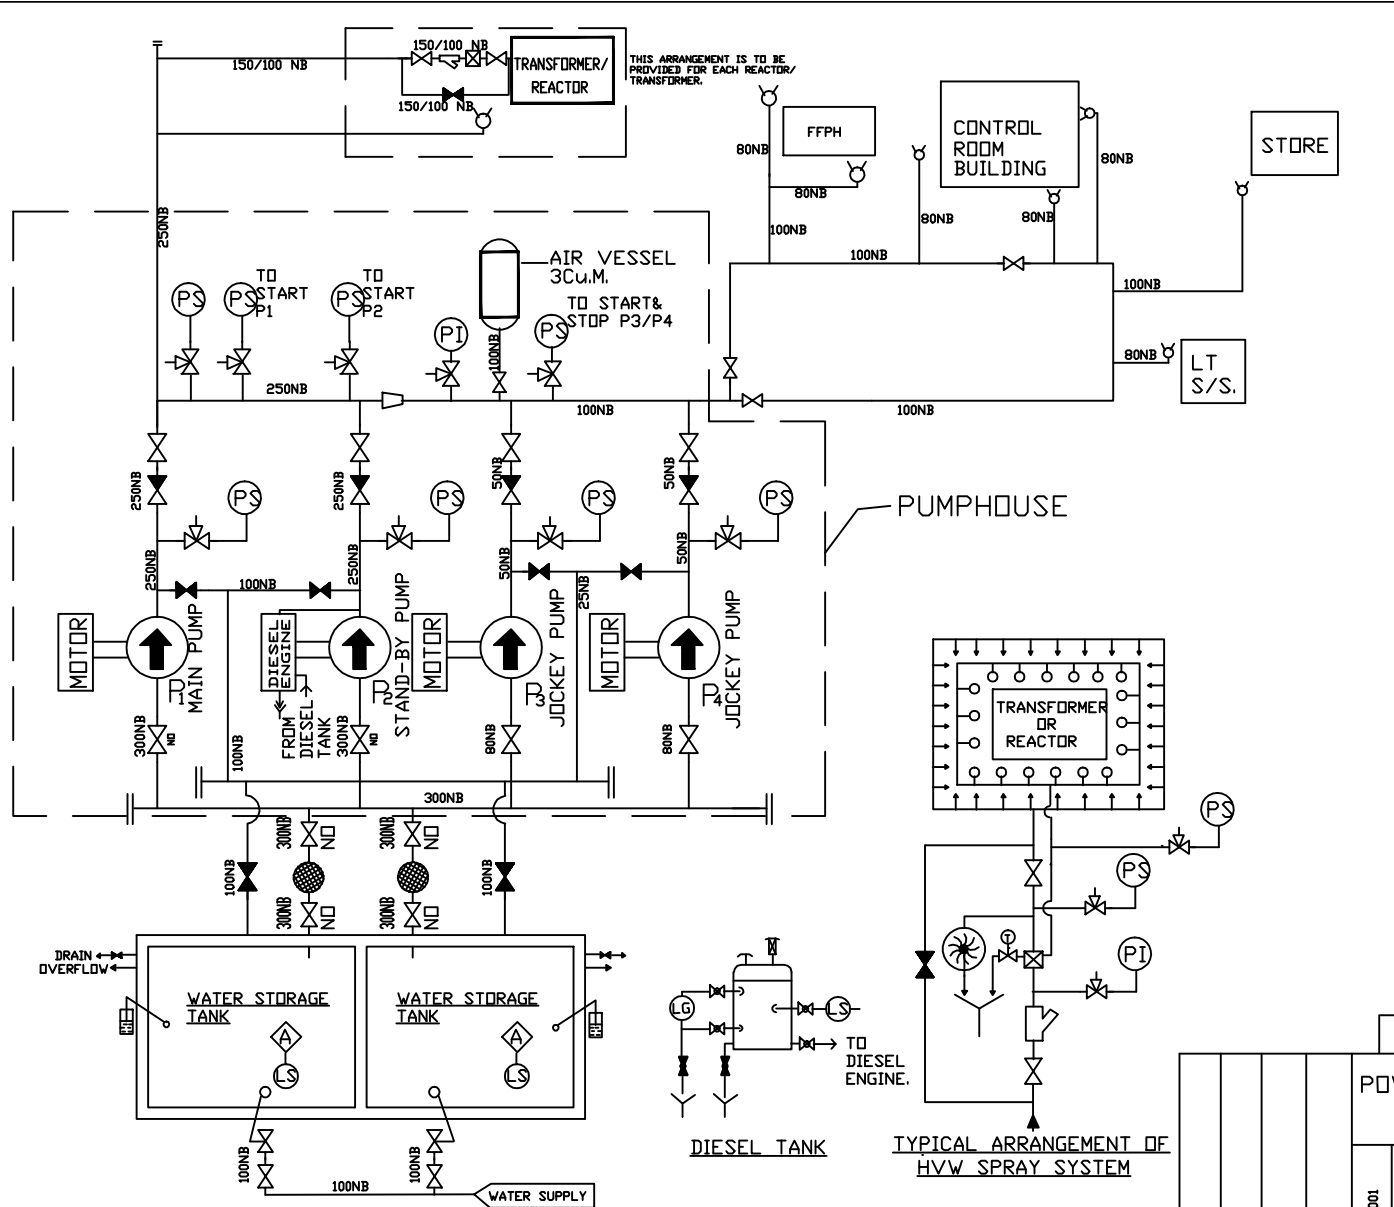 150/100 NB
150/100 NB
150/100 NB
TRANSFORMER/
REACTOR
THIS ARRANGEMENT IS TO BE
PROVIDED FOR EACH REACTOR/
TRANSFORMER.
FFPH
80NB
80NB
100NB
CONTROL
ROOM
BUILDING
80NB
80NB
80NB
STORE
100NB
100NB
80NB
LT
S/S.
100NB
250NB
PS
PS
TO
START
P1
PS
TO
START
P2
AIR VESSEL
3Cu.M.
TO START&
STOP P3/P4
PI
PS
100NB
250NB
100NB
250NB
250NB
50NB
50NB
PS
PS
PS
PS
PUMPHOUSE
250NB
250NB
50NB
50NB
100NB
25NB
MOTOR
P1
MAIN PUMP
DIESEL
ENGINE
P2
STAND-BY PUMP
MOTOR
P3
JOCKEY PUMP
MOTOR
P4
JOCKEY PUMP
FROM
DIESEL
TANK
300NB
NO
300NB
NO
80NB
80NB
100NB
300NB
300NB
NO
300NB
NO
100NB
100NB
300NB
NO
300NB
NO
DRAIN
OVERFLOW
WATER STORAGE
TANK
A
LS
WATER STORAGE
TANK
A
LS
100NB
100NB
100NB
WATER SUPPLY
LG
LS
TO
DIESEL
ENGINE.
DIESEL TANK
TRANSFORMER
OR
REACTOR
PS
PS
PI
TYPICAL ARRANGEMENT OF
HVW SPRAY SYSTEM